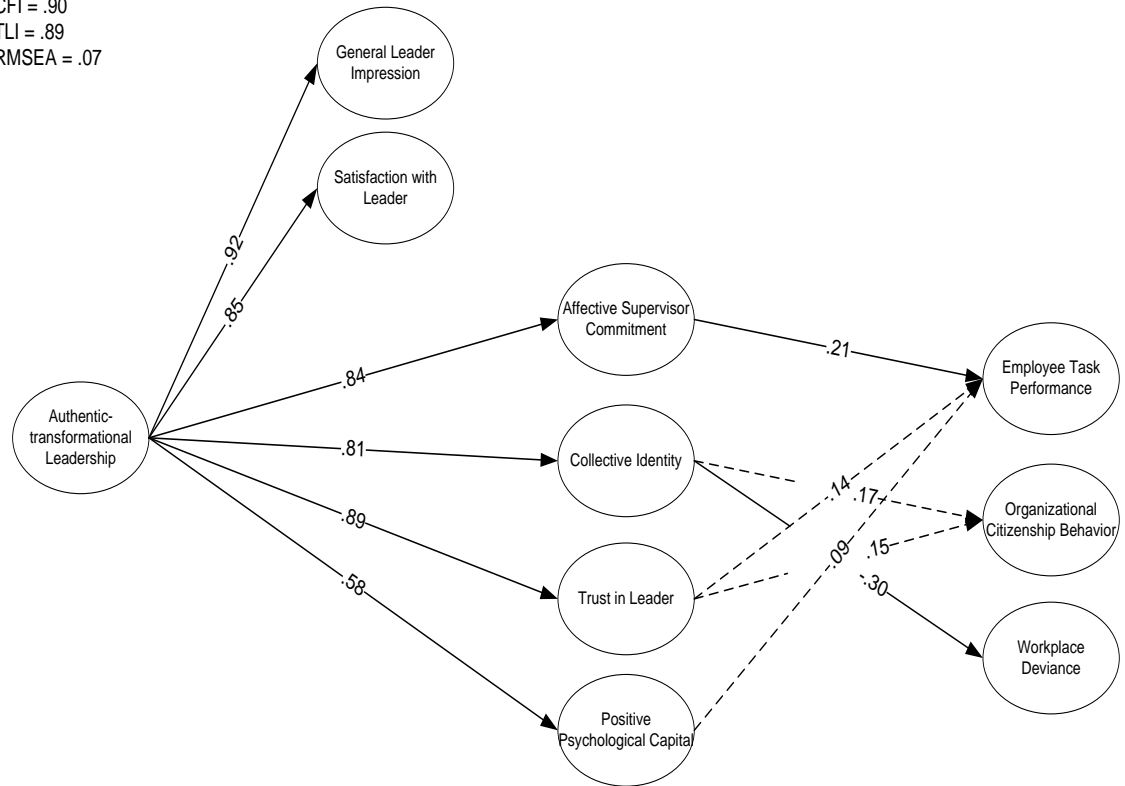 CFI = .90
TLI = .89
RMSEA = .07
General Leader
Impression
Satisfaction with
Leader
.92
.85
Affective Supervisor
Commitment
.21
Employee Task
Performance
.84
Authentic-
transformational
Leadership
.81
Collective Identity
.14
.17
Organizational
Citizenship Behavior
.89
.09
.15
.58
-.30
Trust in Leader
Workplace
Deviance
Positive
Psychological Capital